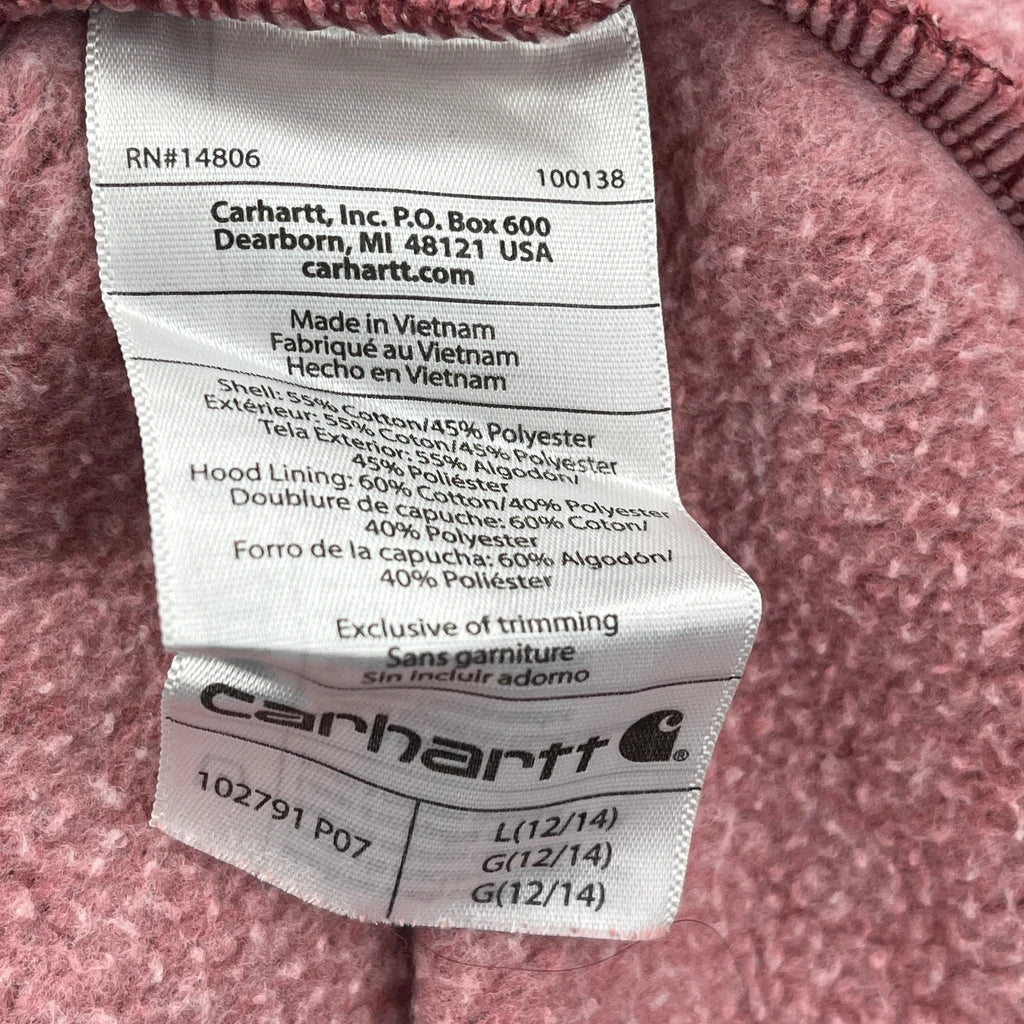 RN#14806
100138
Carhartt, Inc. P.O. Box 600
Dearborn, MI 48121 USA
carhartt.com
Made in Vietnam
Fabriqué au Vietnam
Hecho en Vietnam
Shell: 55% Cotton/45% Polyester
Extérieur: 55% Coton/45% Polyester
Tela Exterior: 55% Algodón/
45% Poliéster
Hood Lining: 60% Cotton/40% Polyester
Doublure de capuche: 60% Coton/
40% Polyester
Forro de la capucha: 60% Algodón/
40% Poliéster
Exclusive of trimming
Sans garniture
Sin incluir adorno
carhartt ®
102791 P07
L(12/14)
G(12/14)
G(12/14)